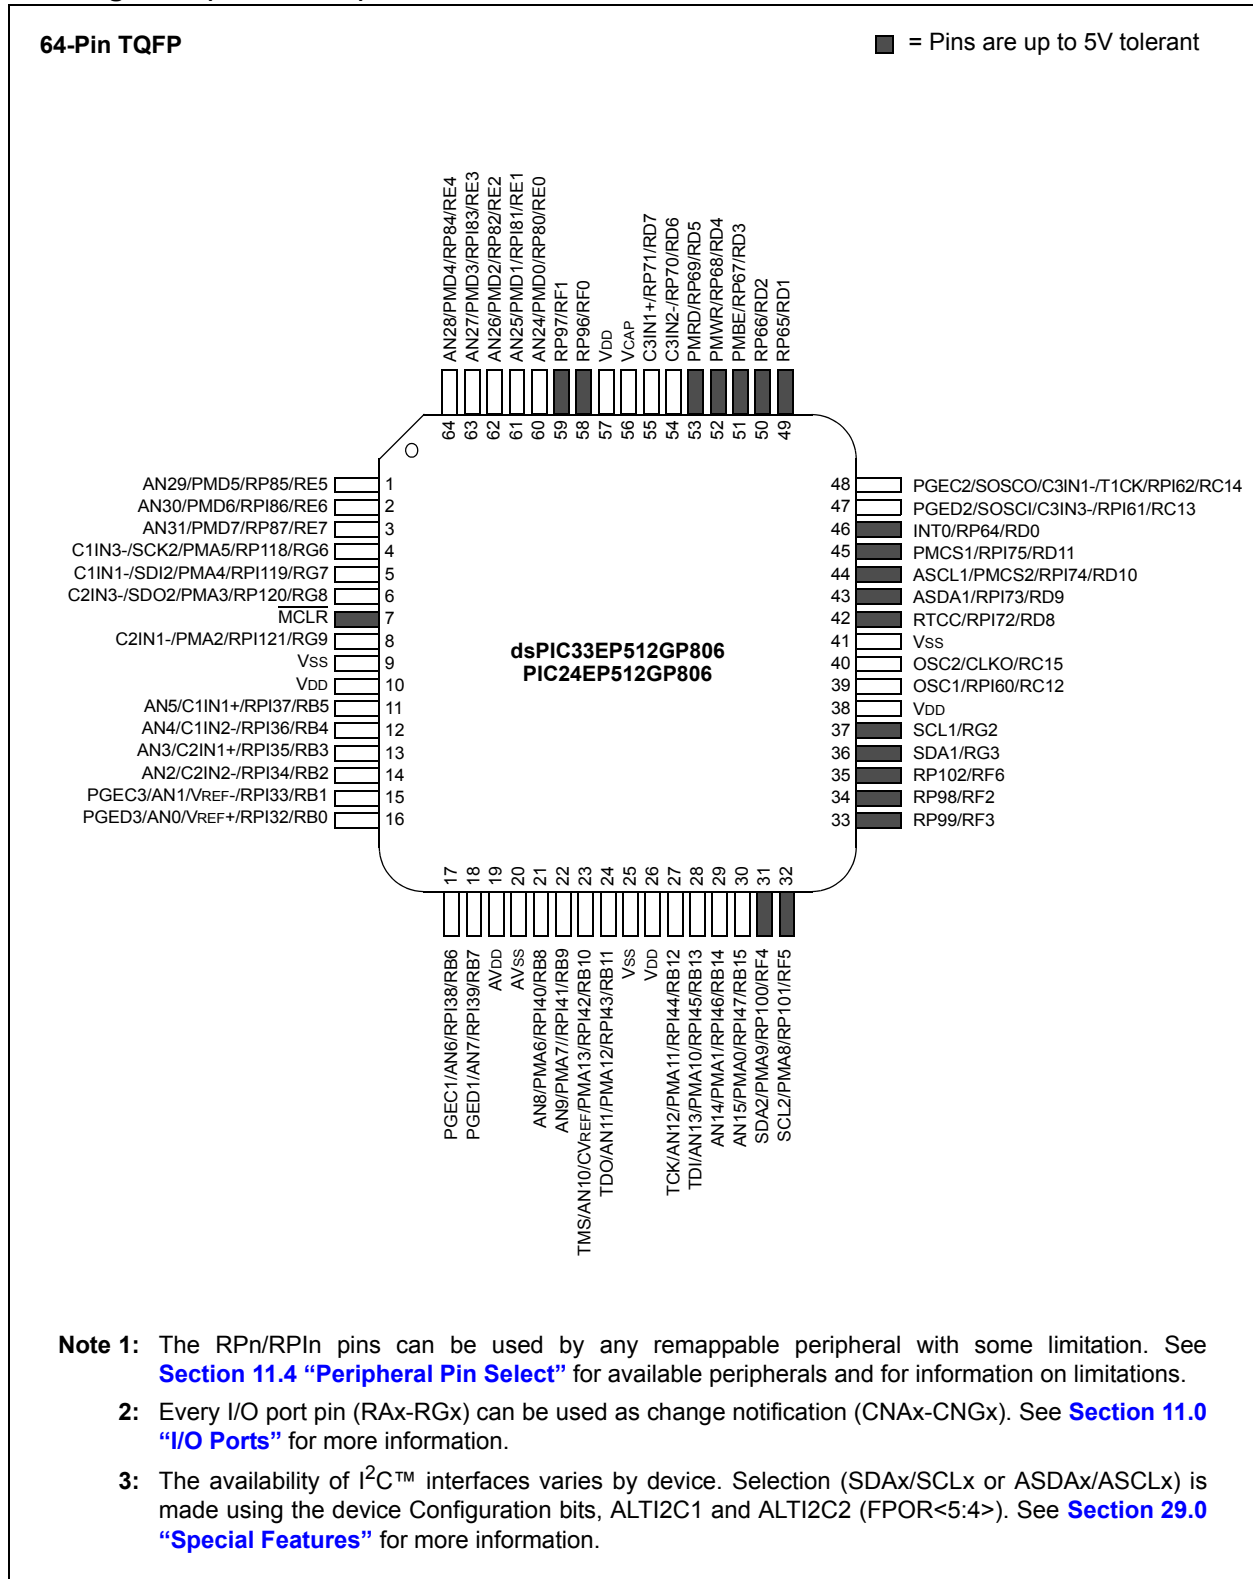 64-Pin TQFP
= Pins are up to 5V tolerant
AN28/PMD4/RP84/RE4
AN27/PMD3/RPI83/RE3
AN26/PMD2/RP82/RE2
AN25/PMD1/RPI81/RE1
AN24/PMD0/RP80/RE0
RP97/RF1
RP96/RF0
VDD
VCAP
C3IN1+/RP71/RD7
C3IN2-/RP70/RD6
PMRD/RP69/RD5
PMWR/RP68/RD4
PMBE/RP67/RD3
RP66/RD2
RP65/RD1
64
63
62
61
60
59
58
57
56
55
54
53
52
51
50
49
AN29/PMD5/RP85/RE5 1
AN30/PMD6/RPI86/RE6 2
AN31/PMD7/RP87/RE7 3
C1IN3-/SCK2/PMA5/RP118/RG6 4
C1IN1-/SDI2/PMA4/RPI119/RG7 5
C2IN3-/SDO2/PMA3/RP120/RG8 6
MCLR 7
C2IN1-/PMA2/RPI121/RG9 8
VSS 9
VDD 10
AN5/C1IN1+/RPI37/RB5 11
AN4/C1IN2-/RPI36/RB4 12
AN3/C2IN1+/RPI35/RB3 13
AN2/C2IN2-/RPI34/RB2 14
PGEC3/AN1/VREF-/RPI33/RB1 15
PGED3/AN0/VREF+/RPI32/RB0 16
dsPIC33EP512GP806
PIC24EP512GP806
48 PGEC2/SOSCO/C3IN1-/T1CK/RPI62/RC14
47 PGED2/SOSCI/C3IN3-/RPI61/RC13
46 INT0/RP64/RD0
45 PMCS1/RPI75/RD11
44 ASCL1/PMCS2/RPI74/RD10
43 ASDA1/RPI73/RD9
42 RTCC/RPI72/RD8
41 VSS
40 OSC2/CLKO/RC15
39 OSC1/RPI60/RC12
38 VDD
37 SCL1/RG2
36 SDA1/RG3
35 RP102/RF6
34 RP98/RF2
33 RP99/RF3
17
18
19
20
21
22
23
24
25
26
27
28
29
30
31
32
PGEC1/AN6/RPI38/RB6
PGED1/AN7/RPI39/RB7
AVDD
AVSS
AN8/PMA6/RPI40/RB8
AN9/PMA7//RPI41/RB9
TMS/AN10/CVREF/PMA13/RPI42/RB10
TDO/AN11/PMA12/RPI43/RB11
VSS
VDD
TCK/AN12/PMA11/RPI44/RB12
TDI/AN13/PMA10/RPI45/RB13
AN14/PMA1/RPI46/RB14
AN15/PMA0/RPI47/RB15
SDA2/PMA9/RP100/RF4
SCL2/PMA8/RP101/RF5
Note 1: The RPn/RPIn pins can be used by any remappable peripheral with some limitation. See
Section 11.4 “Peripheral Pin Select” for available peripherals and for information on limitations.
2: Every I/O port pin (RAx-RGx) can be used as change notification (CNAx-CNGx). See Section 11.0
“I/O Ports” for more information.
3: The availability of I2C™ interfaces varies by device. Selection (SDAx/SCLx or ASDAx/ASCLx) is
made using the device Configuration bits, ALTI2C1 and ALTI2C2 (FPOR<5:4>). See Section 29.0
“Special Features” for more information.